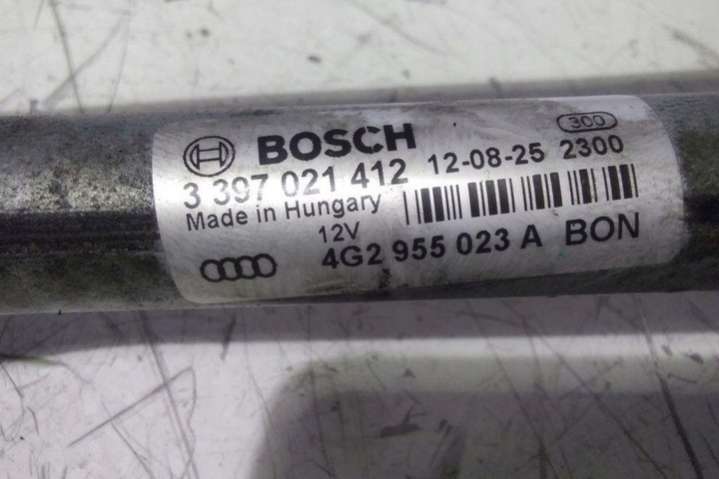 BOSCH
300
3 397 021 412 12-08-25 2300
Made in Hungary
12V
4G2 955 023 A BON